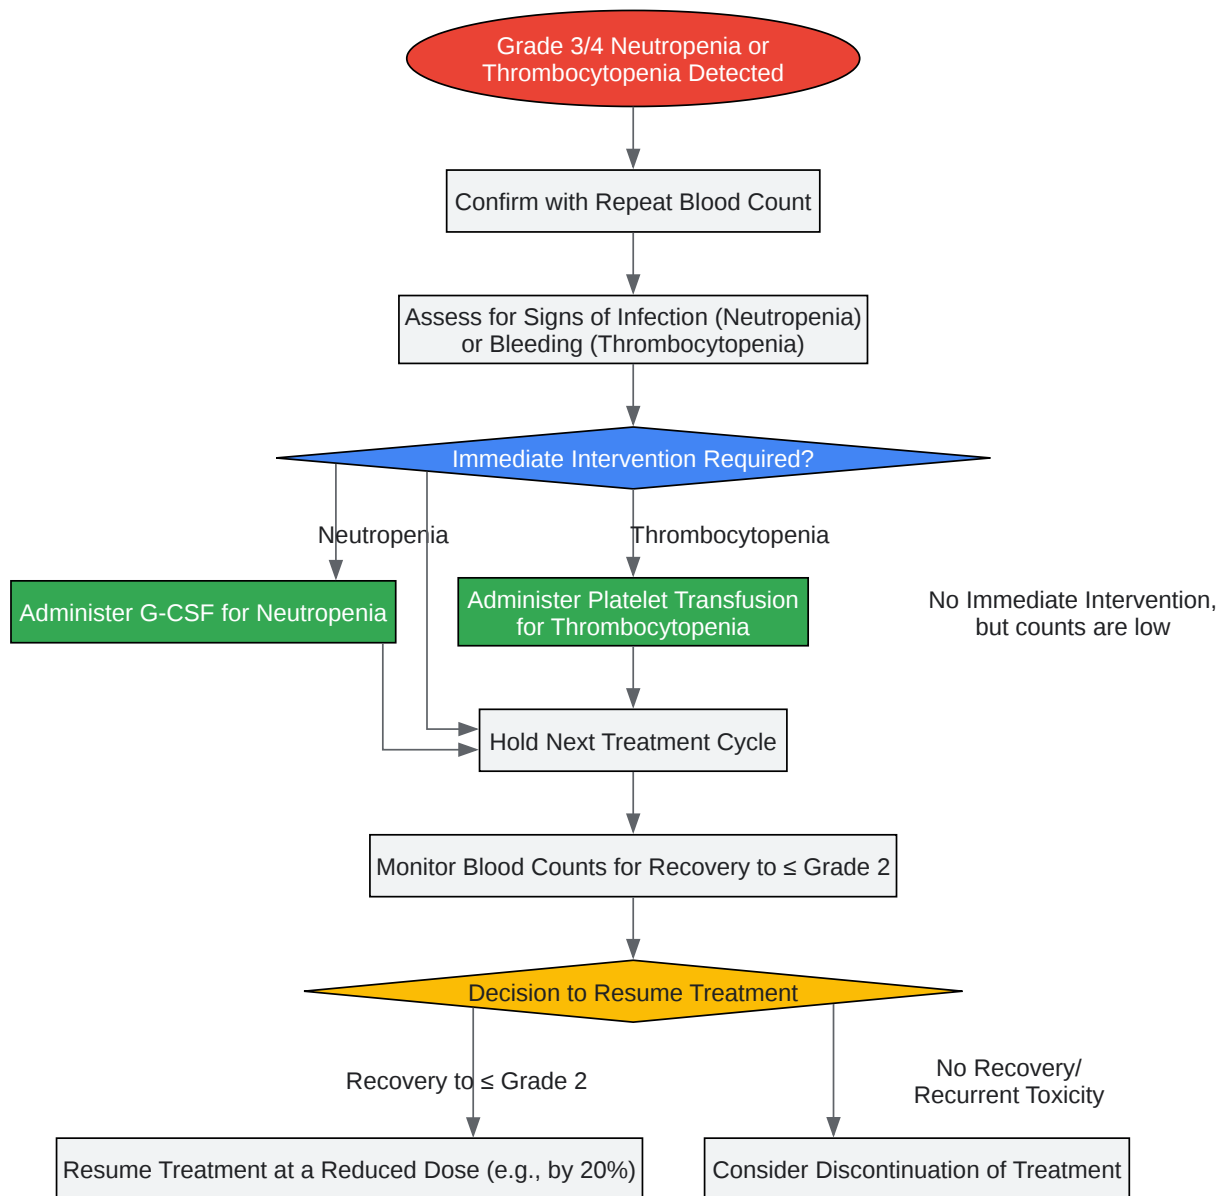 Grade 3/4 Neutropenia or
Thrombocytopenia Detected
Confirm with Repeat Blood Count
Assess for Signs of Infection (Neutropenia)
or Bleeding (Thrombocytopenia)
Immediate Intervention Required?
Neutropenia
Thrombocytopenia
Administer G-CSF for Neutropenia
Administer Platelet Transfusion
for Thrombocytopenia
No Immediate Intervention,
but counts are low
Hold Next Treatment Cycle
Monitor Blood Counts for Recovery to ≤ Grade 2
Decision to Resume Treatment
Recovery to ≤ Grade 2
No Recovery/
Recurrent Toxicity
Resume Treatment at a Reduced Dose (e.g., by 20%)
Consider Discontinuation of Treatment